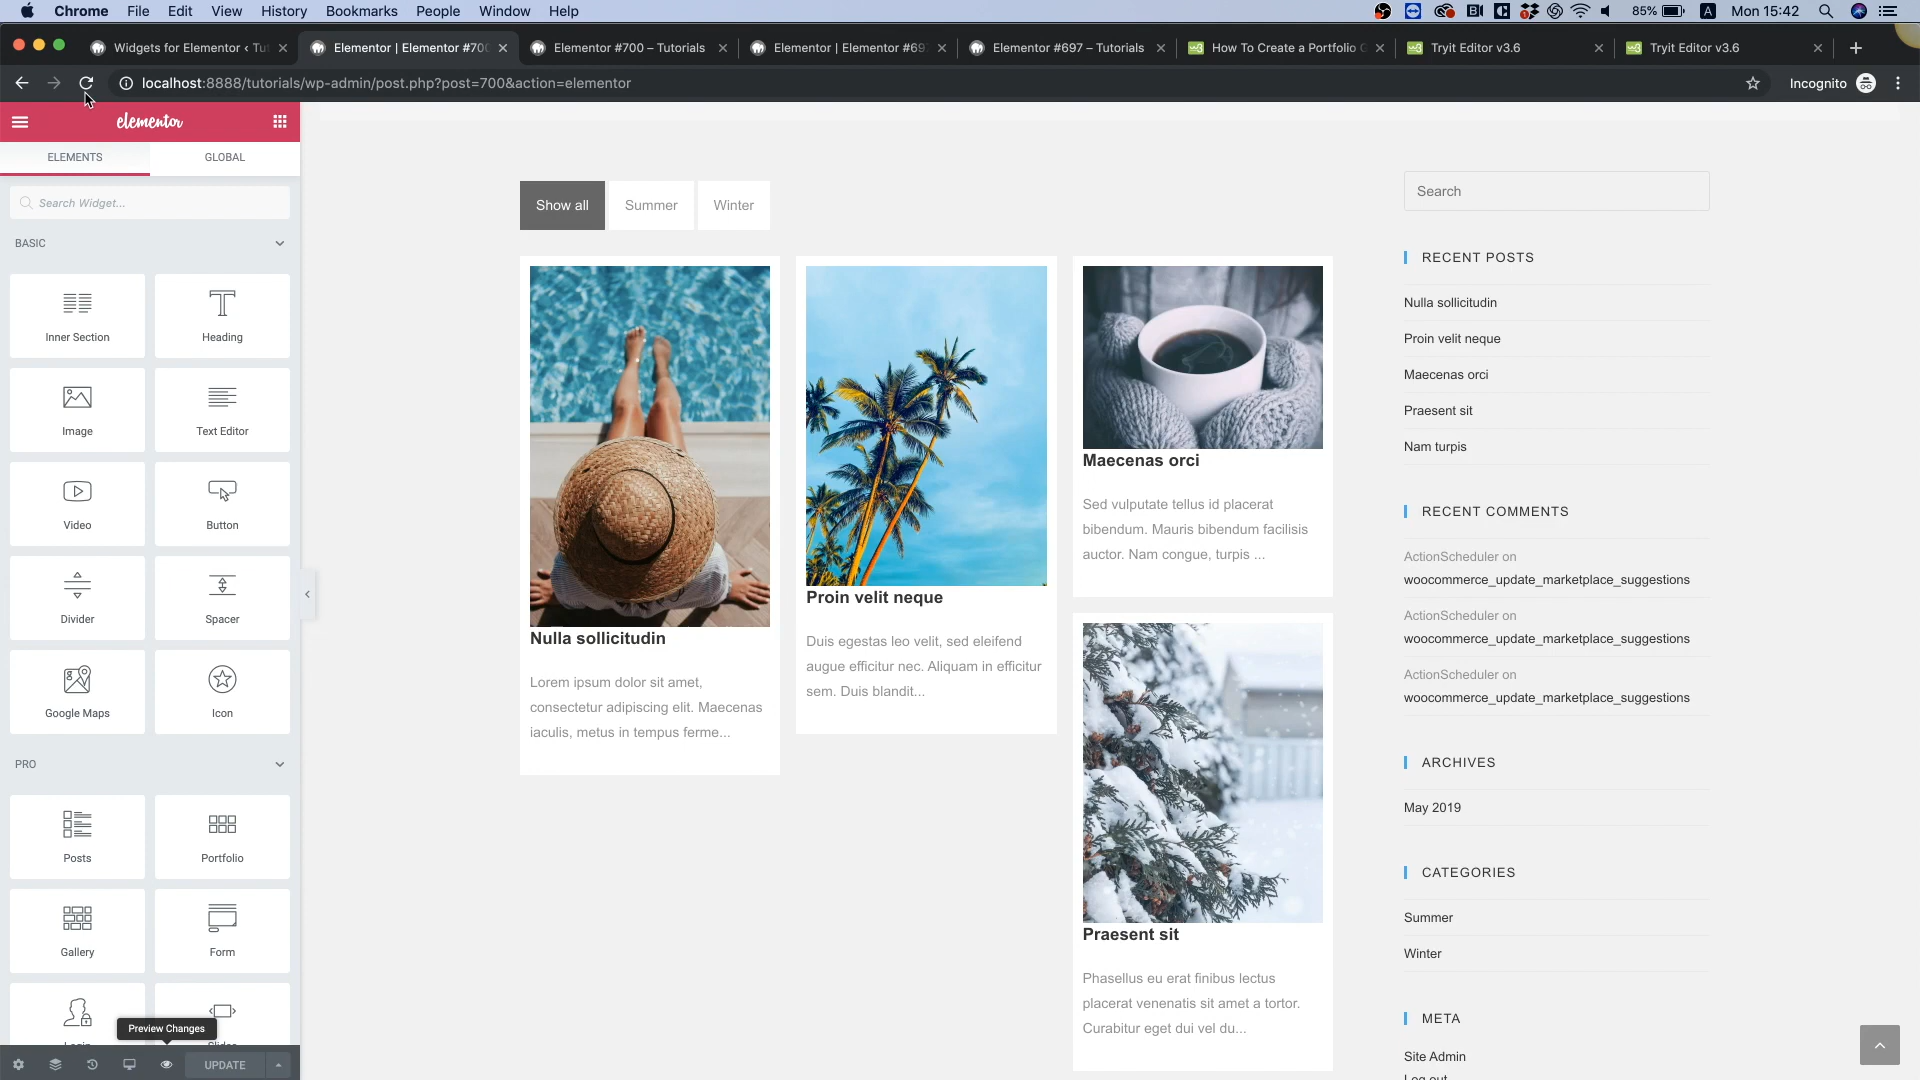 Chrome File Edit View History Bookmarks People Window Help
85% A Mon 15:42
Widgets for Elementor ‹ Tut
Elementor | Elementor #700
Elementor #700 – Tutorials
Elementor | Elementor #697
Elementor #697 – Tutorials
How To Create a Portfolio G
Tryit Editor v3.6
Tryit Editor v3.6
localhost:8888/tutorials/wp-admin/post.php?post=700&action=elementor
Incognito
elementor
ELEMENTS GLOBAL
Search Widget...
BASIC
Inner Section Heading
Image Text Editor
Video Button
Divider Spacer
Google Maps Icon
PRO
Posts Portfolio
Gallery Form
Preview Changes
UPDATE
Show all Summer Winter
Nulla sollicitudin
Lorem ipsum dolor sit amet,
consectetur adipiscing elit. Maecenas
iaculis, metus in tempus ferme...
Proin velit neque
Duis egestas leo velit, sed eleifend
augue efficitur nec. Aliquam in efficitur
sem. Duis blandit...
Maecenas orci
Sed vulputate tellus id placerat
bibendum. Mauris bibendum facilisis
auctor. Nam congue, turpis ...
Praesent sit
Phasellus eu erat finibus lectus
placerat venenatis sit amet a tortor.
Curabitur eget dui vel du...
Search
RECENT POSTS
Nulla sollicitudin
Proin velit neque
Maecenas orci
Praesent sit
Nam turpis
RECENT COMMENTS
ActionScheduler on
woocommerce_update_marketplace_suggestions
ActionScheduler on
woocommerce_update_marketplace_suggestions
ActionScheduler on
woocommerce_update_marketplace_suggestions
ARCHIVES
May 2019
CATEGORIES
Summer
Winter
META
Site Admin
Log out